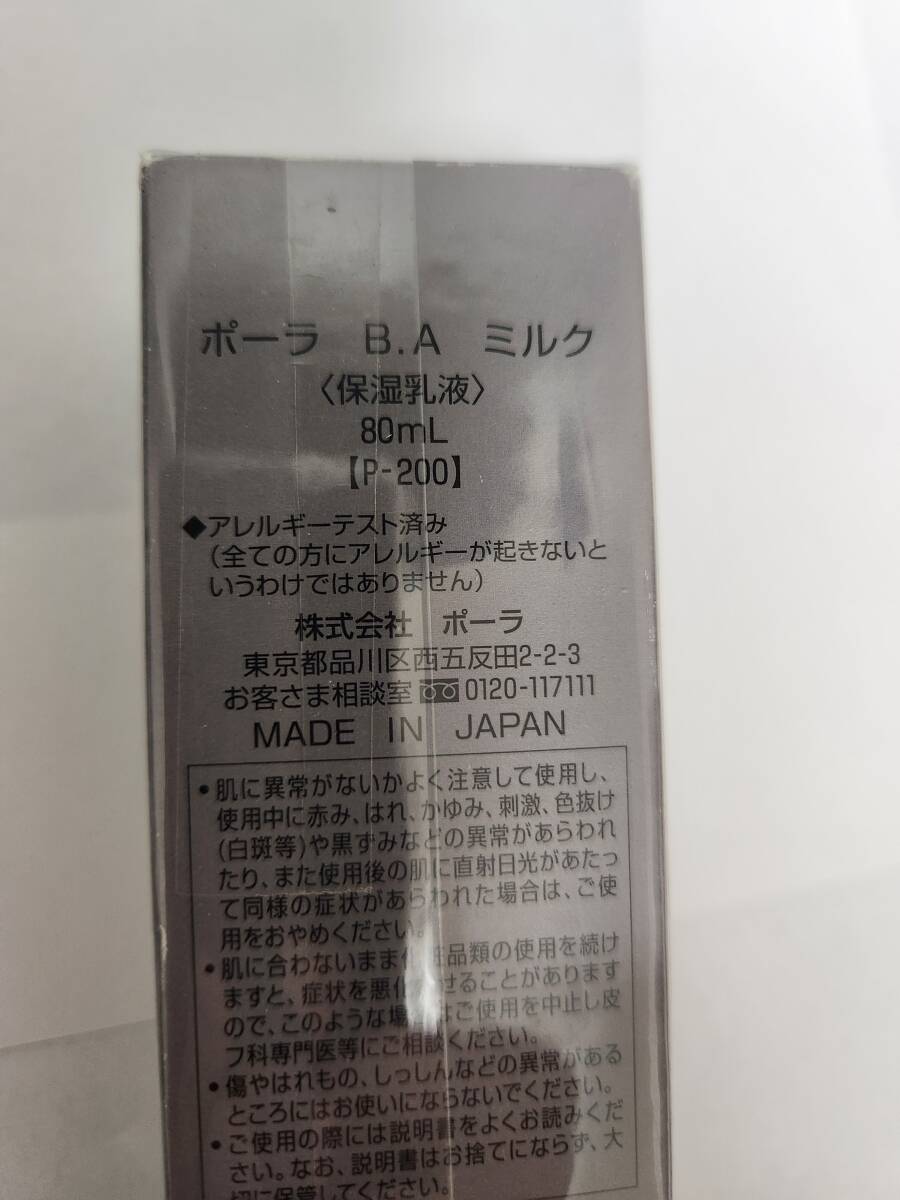 ポーラ B.A ミルク
〈保湿乳液〉
80mL
【P-200】
◆アレルギーテスト済み
(全ての方にアレルギーが起きないと
いうわけではありません)
株式会社 ポーラ
東京都品川区西五反田2-2-3
お客さま相談室 0120-117111
MADE IN JAPAN
•肌に異常がないかよく注意して使用し、
使用中に赤み、はれ、かゆみ、刺激、色抜け
(白斑等)や黒ずみなどの異常があらわれ
たり、また使用後の肌に直射日光があたっ
て同様の症状があらわれた場合は、ご使
用をおやめください。
•肌に合わないまま化粧品類の使用を続け
ますと、症状を悪化させることがあります
ので、このような場合はご使用を中止し皮
フ科専門医等にご相談ください。
•傷やはれもの、しっしんなどの異常がある
ところにはお使いにならないでください。
•ご使用の際には説明書をよくお読みくだ
さい。なお、説明書はお捨てにならず、大
切に保管してください。